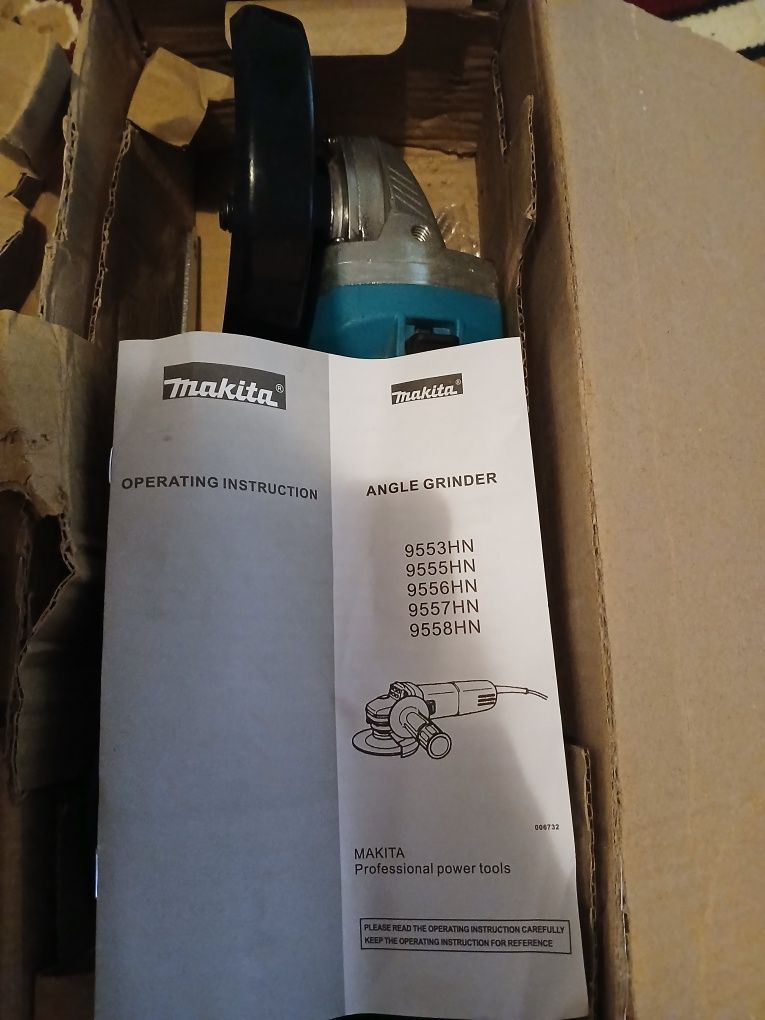 makita®
OPERATING INSTRUCTION
makita®
ANGLE GRINDER
9553HN
9555HN
9556HN
9557HN
9558HN
006732
MAKITA
Professional power tools
PLEASE READ THE OPERATING INSTRUCTION CAREFULLY
KEEP THE OPERATING INSTRUCTION FOR REFERENCE